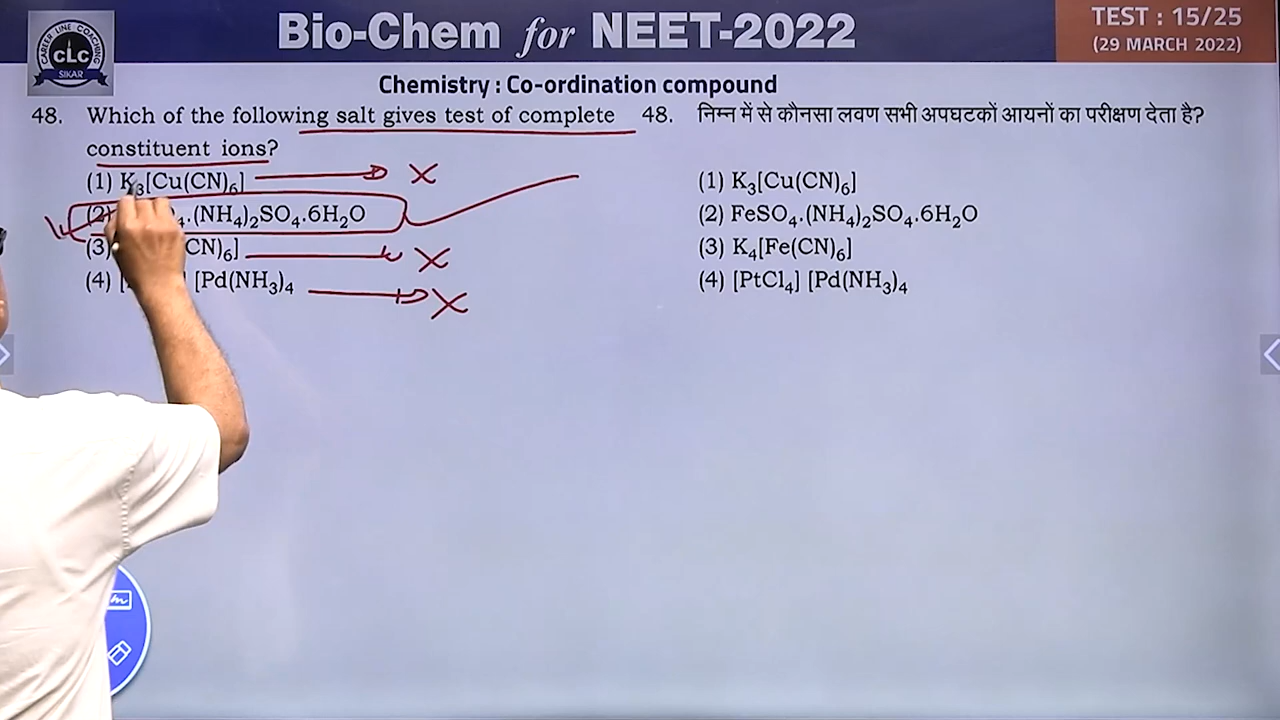 CAREER LINE COACHING
CLC
SIKAR
Bio-Chem for NEET-2022
TEST : 15/25
(29 MARCH 2022)
Chemistry : Co-ordination compound
48. Which of the following salt gives test of complete
constituent ions?
(1) K₃[Cu(CN)₆]
(2) ₄.(NH₄)₂SO₄.6H₂O
(3) CN)₆]
(4) [ [Pd(NH₃)₄
48. निम्न में से कौनसा लवण सभी अपघटकों आयनों का परीक्षण देता है?
(1) K₃[Cu(CN)₆]
(2) FeSO₄.(NH₄)₂SO₄.6H₂O
(3) K₄[Fe(CN)₆]
(4) [PtCl₄] [Pd(NH₃)₄